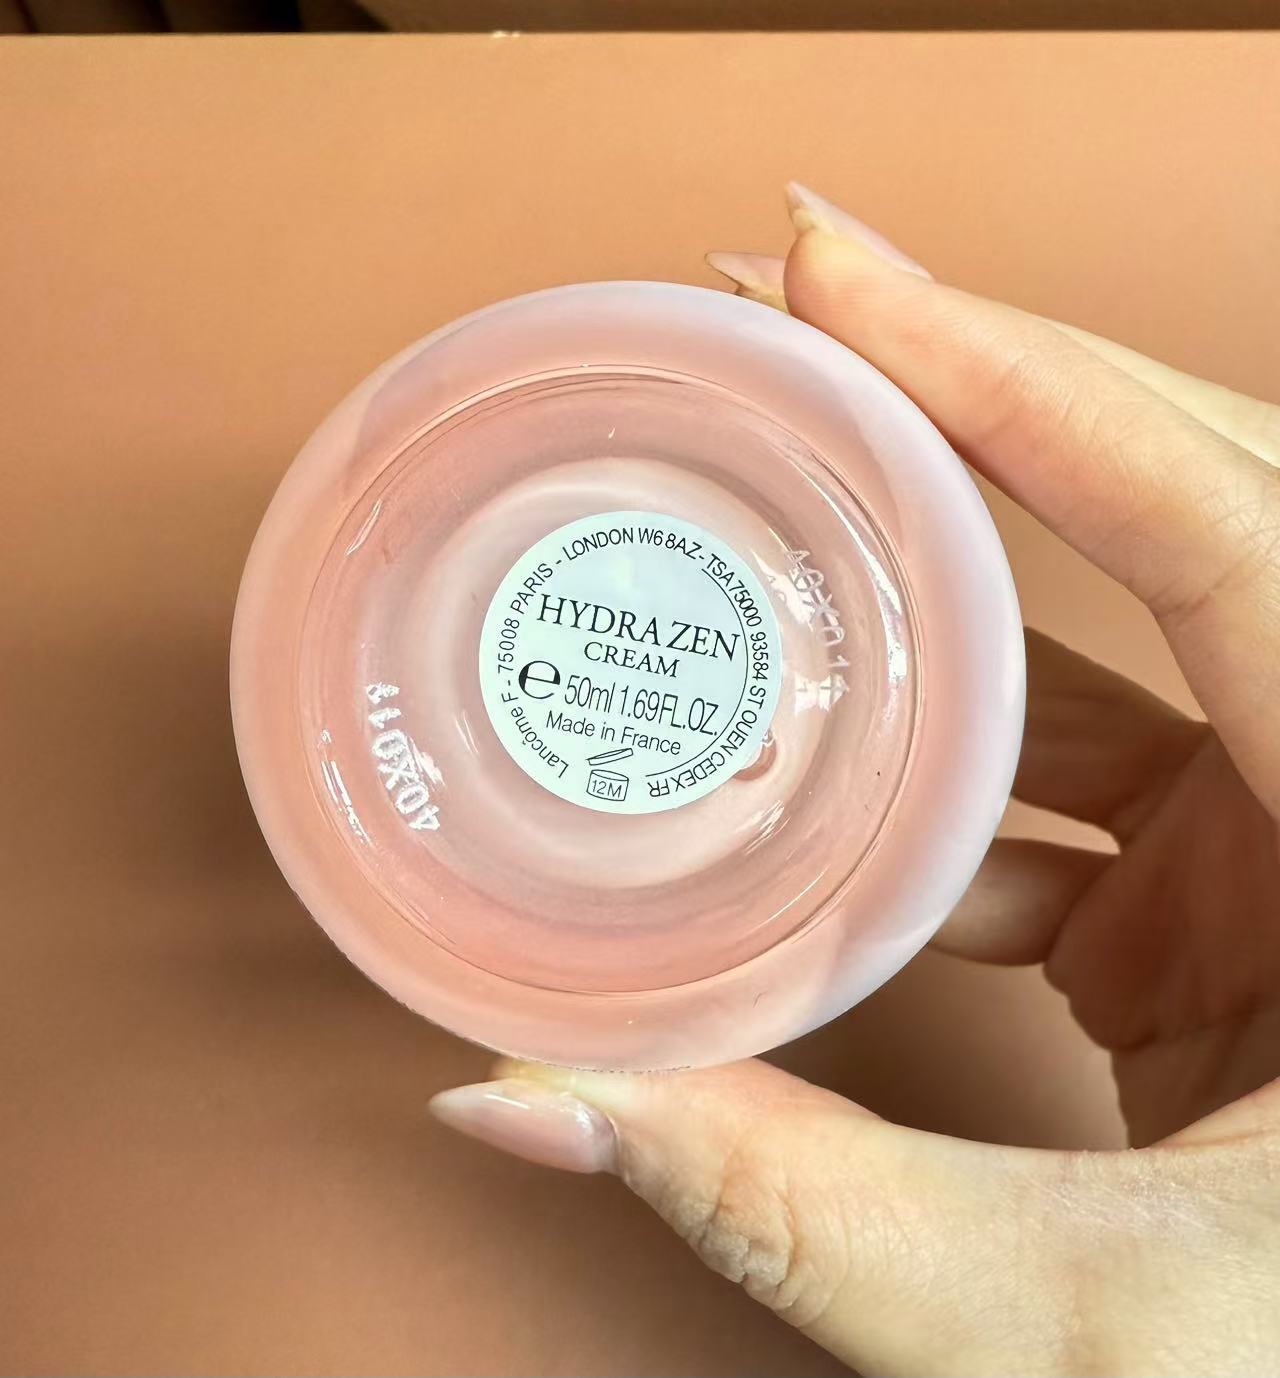 Lancôme F - 75008 PARIS - LONDON W6 8AZ - TSA 75000 93584 ST OUEN CEDEX FR
HYDRA ZEN
CREAM
e 50ml 1.69FL.OZ.
Made in France
12M
40X011